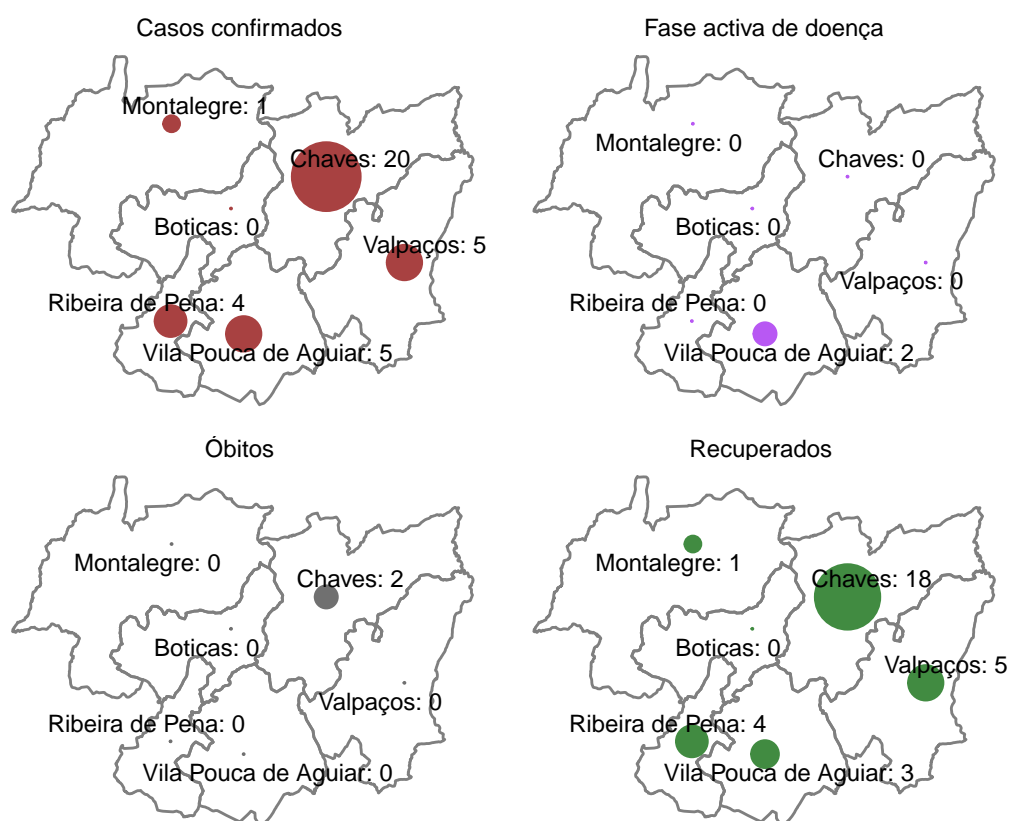 Casos confirmados
Montalegre: 1
Chaves: 20
Boticas: 0
Valpaços: 5
Ribeira de Pena: 4
Vila Pouca de Aguiar: 5
Fase activa de doença
Montalegre: 0
Chaves: 0
Boticas: 0
Valpaços: 0
Ribeira de Pena: 0
Vila Pouca de Aguiar: 2
Óbitos
Montalegre: 0
Chaves: 2
Boticas: 0
Valpaços: 0
Ribeira de Pena: 0
Vila Pouca de Aguiar: 0
Recuperados
Montalegre: 1
Chaves: 18
Boticas: 0
Valpaços: 5
Ribeira de Pena: 4
Vila Pouca de Aguiar: 3